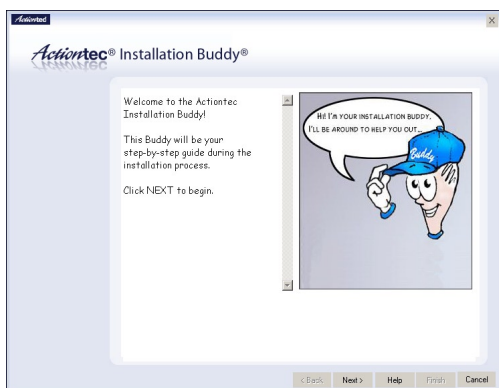 Actiontec
Actiontec® Installation Buddy®
Welcome to the Actiontec
Installation Buddy!
This Buddy will be your
step-by-step guide during the
installation process.
Click NEXT to begin.
HI! I'M YOUR INSTALLATION BUDDY,
I'LL BE AROUND TO HELP YOU OUT...
Buddy
< Back Next > Help Finish Cancel